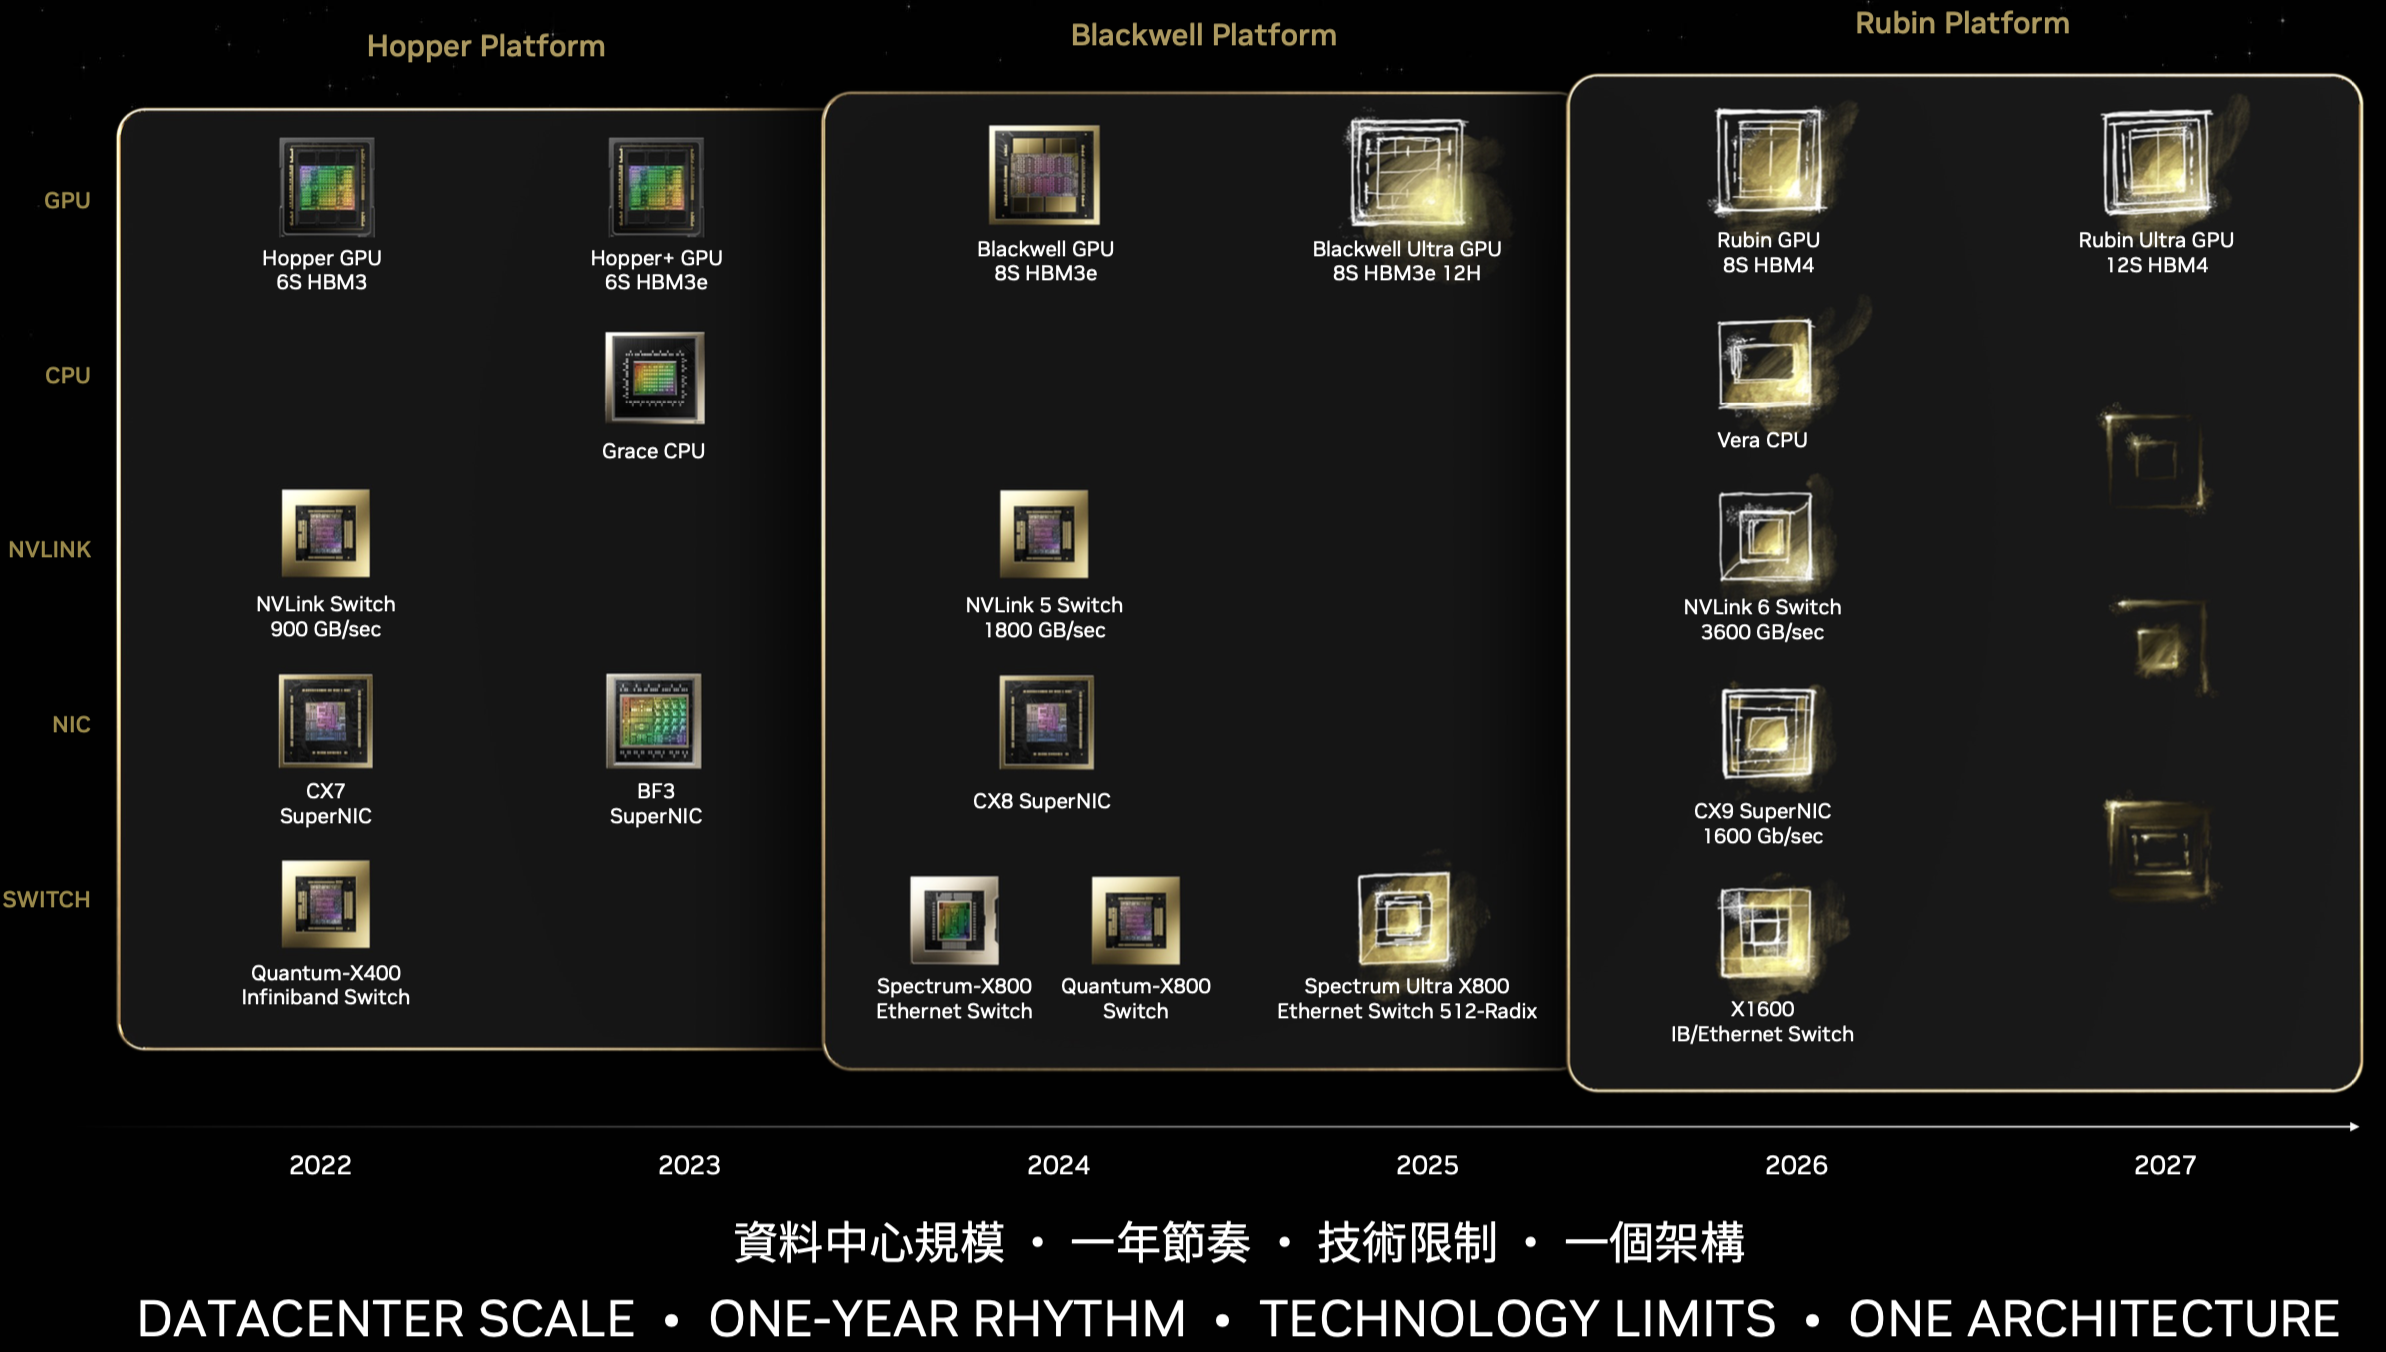 Hopper Platform
Blackwell Platform
Rubin Platform
GPU
Hopper GPU
6S HBM3
Hopper+ GPU
6S HBM3e
Blackwell GPU
8S HBM3e
Blackwell Ultra GPU
8S HBM3e 12H
Rubin GPU
8S HBM4
Rubin Ultra GPU
12S HBM4
CPU
Grace CPU
Vera CPU
NVLINK
NVLink Switch
900 GB/sec
NVLink 5 Switch
1800 GB/sec
NVLink 6 Switch
3600 GB/sec
NIC
CX7
SuperNIC
BF3
SuperNIC
CX8 SuperNIC
CX9 SuperNIC
1600 Gb/sec
SWITCH
Quantum-X400
Infiniband Switch
Spectrum-X800
Ethernet Switch
Quantum-X800
Switch
Spectrum Ultra X800
Ethernet Switch 512-Radix
X1600
IB/Ethernet Switch
2022
2023
2024
2025
2026
2027
資料中心規模 • 一年節奏 • 技術限制 • 一個架構
DATACENTER SCALE • ONE-YEAR RHYTHM • TECHNOLOGY LIMITS • ONE ARCHITECTURE